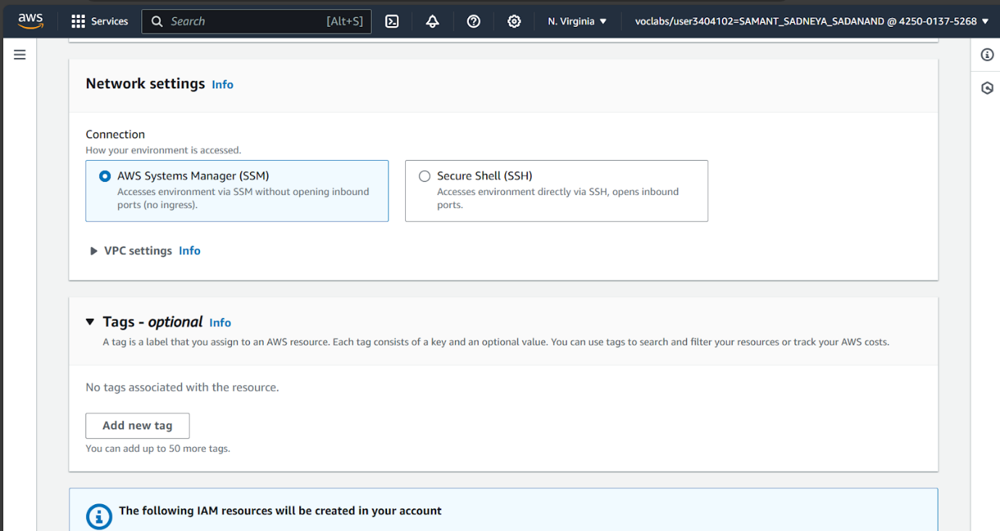 aws
Services
Search [Alt+S]
N. Virginia
voclabs/user3404102=SAMANT_SADNEYA_SADANAND @ 4250-0137-5268
Network settings Info
Connection
How your environment is accessed.
AWS Systems Manager (SSM)
Accesses environment via SSM without opening inbound
ports (no ingress).
Secure Shell (SSH)
Accesses environment directly via SSH, opens inbound
ports.
VPC settings Info
Tags - optional Info
A tag is a label that you assign to an AWS resource. Each tag consists of a key and an optional value. You can use tags to search and filter your resources or track your AWS costs.
No tags associated with the resource.
Add new tag
You can add up to 50 more tags.
The following IAM resources will be created in your account